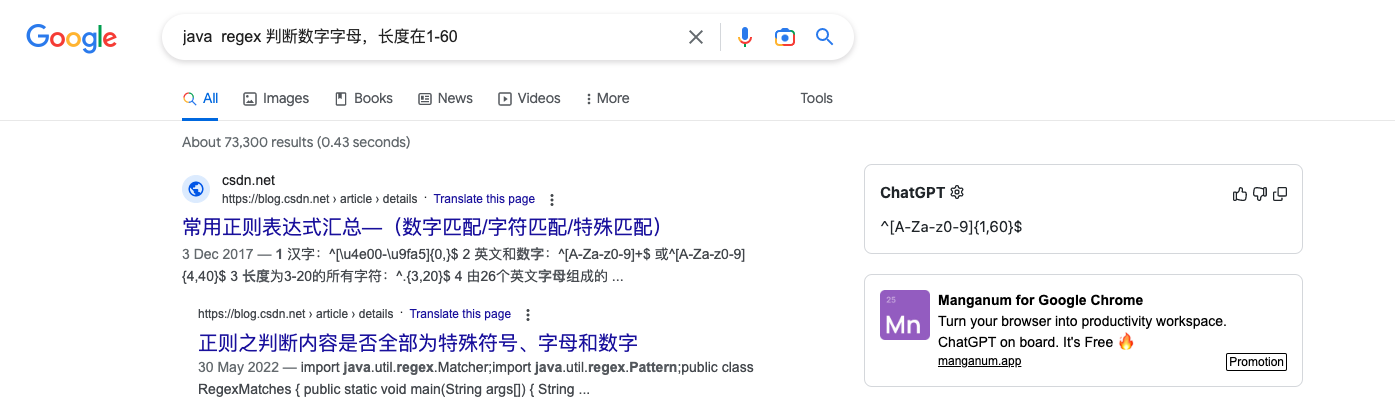 Google
java  regex 判断数字字母，长度在1-60
All
Images
Books
News
Videos
More
Tools
About 73,300 results (0.43 seconds)
csdn.net
https://blog.csdn.net › article › details · Translate this page
常用正则表达式汇总—（数字匹配/字符匹配/特殊匹配）
3 Dec 2017 — 1 汉字：^[\u4e00-\u9fa5]{0,}$ 2 英文和数字：^[A-Za-z0-9]+$ 或^[A-Za-z0-9]
{4,40}$ 3 长度为3-20的所有字符：^.{3,20}$ 4 由26个英文字母组成的 ...
https://blog.csdn.net › article › details · Translate this page
正则之判断内容是否全部为特殊符号、字母和数字
30 May 2022 — import java.util.regex.Matcher;import java.util.regex.Pattern;public class
RegexMatches { public static void main(String args[]) { String ...
ChatGPT
^[A-Za-z0-9]{1,60}$
25
Mn
Manganum for Google Chrome
Turn your browser into productivity workspace.
ChatGPT on board. It's Free 🔥
manganum.app
Promotion